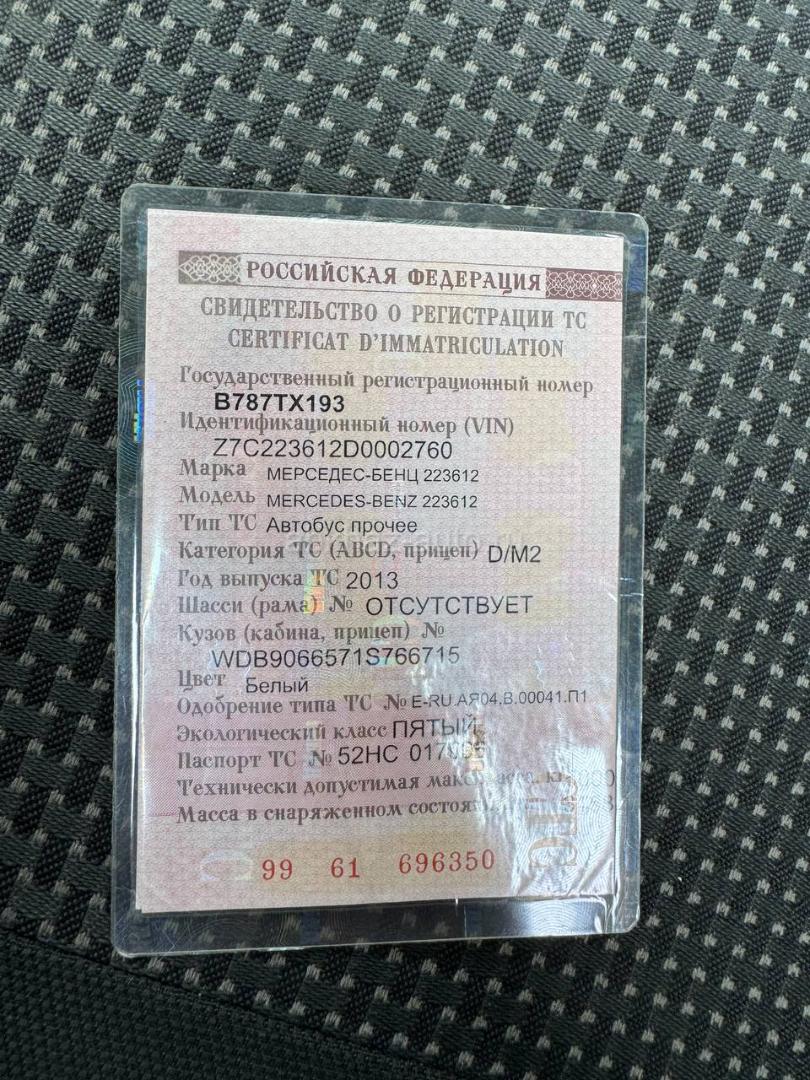 РОССИЙСКАЯ ФЕДЕРАЦИЯ
СВИДЕТЕЛЬСТВО О РЕГИСТРАЦИИ ТС
CERTIFICAT D'IMMATRICULATION
Государственный регистрационный номер
В787ТХ193
Идентификационный номер (VIN)
Z7C223612D0002760
Марка МЕРСЕДЕС-БЕНЦ 223612
Модель MERCEDES-BENZ 223612
Тип ТС Автобус прочее
Категория ТС (ABCD, прицеп) D/M2
Год выпуска ТС 2013
Шасси (рама) № ОТСУТСТВУЕТ
Кузов (кабина, прицеп) №
WDB9066571S766715
Цвет Белый
Одобрение типа ТС № E-RU.АЯ04.В.00041.П1
Экологический класс ПЯТЫЙ
Паспорт ТС № 52НС
Технически допустимая
Масса в снаряженном
99 61 696350